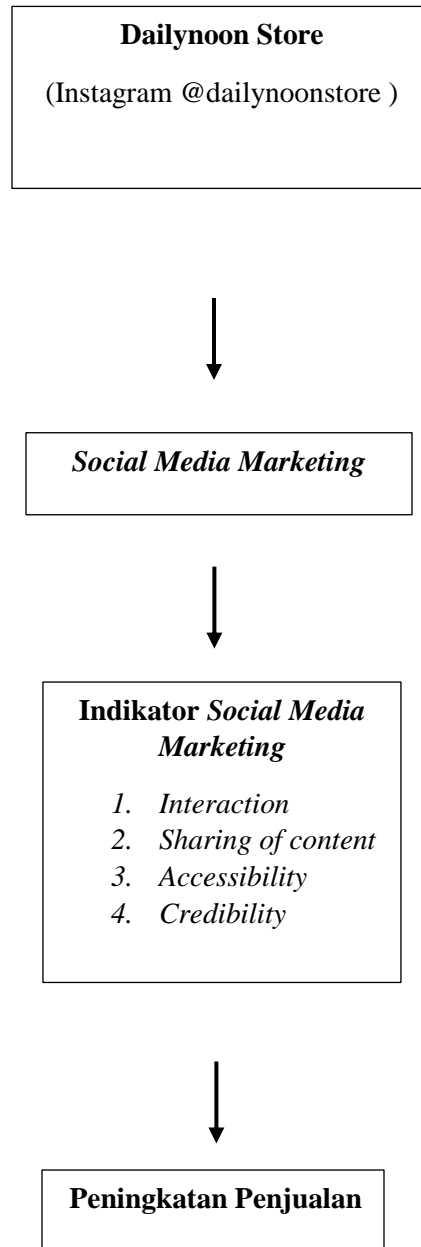 Dailynoon Store
(Instagram @dailynoonstore )
Social Media Marketing
Indikator Social Media
Marketing
1. Interaction
2. Sharing of content
3. Accessibility
4. Credibility
Peningkatan Penjualan